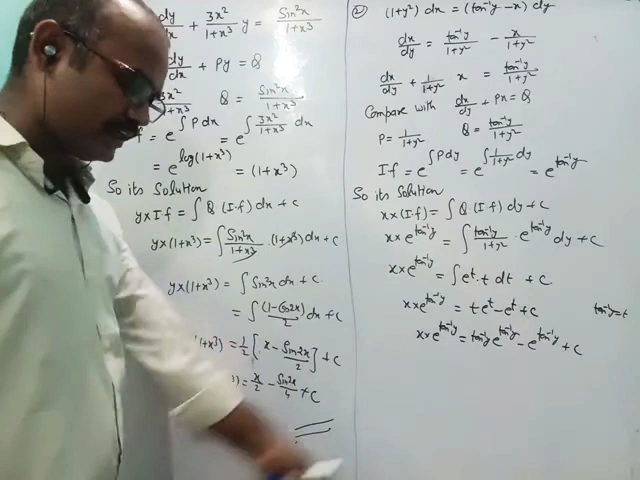 dy/dx + 3x²/(1+x³) y = Sin²x/(1+x³)
dy/dx + Py = Q
3x²/(1+x³) Q = Sin²x/(1+x³)
f = e^∫Pdx = e^∫3x²/(1+x³) dx
= e^log(1+x³) = (1+x³)
So its Solution
y×I.f = ∫Q (I.f) dx + c
y×(1+x³) = ∫Sin²x/(1+x³) · (1+x³) dx + c
y×(1+x³) = ∫Sin²x dx + c
= ∫(1-Cos2x)/2 dx + c
(1+x³) = 1/2 [x - Sin2x/2] + c
) = x/2 - Sin2x/4 + c
2) (1+y²) dx = (tan⁻¹y - x) dy
dx/dy = tan⁻¹y/(1+y²) - x/(1+y²)
dx/dy + 1/(1+y²) x = tan⁻¹y/(1+y²)
Compare with dx/dy + Px = Q
P = 1/(1+y²) Q = tan⁻¹y/(1+y²)
If = e^∫Pdy = e^∫1/(1+y²) dy = e^tan⁻¹y
So its Solution
x×(I.f) = ∫Q (I.f) dy + c
x×e^tan⁻¹y = ∫tan⁻¹y/(1+y²) · e^tan⁻¹y dy + c
x×e^tan⁻¹y = ∫e^t · t dt + c
x×e^tan⁻¹y = te^t - e^t + c tan⁻¹y = t
x×e^tan⁻¹y = tan⁻¹y e^tan⁻¹y - e^tan⁻¹y + c